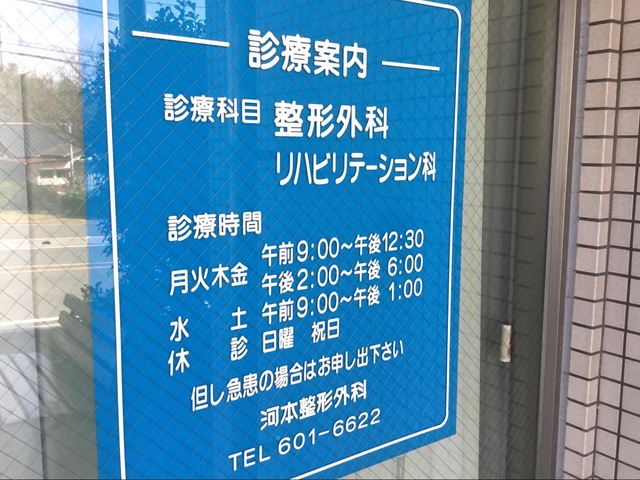 診療案内
診療科目 整形外科
リハビリテーション科
診療時間
月火木金 午前9:00～午後12:30
午後2:00～午後 6:00
水 土 午前9:00～午後 1:00
休 診 日曜 祝日
但し急患の場合はお申し出下さい
河本整形外科
TEL 601-6622